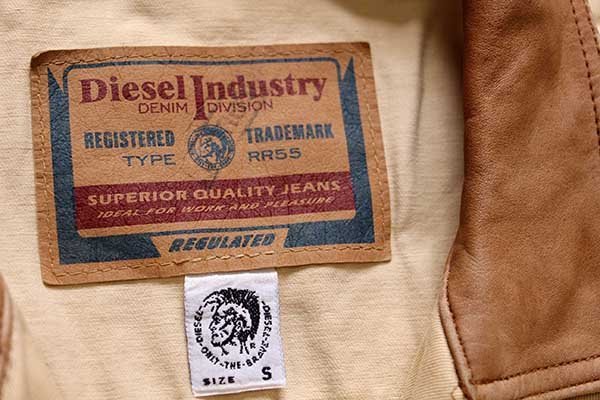 Diesel Industry
DENIM DIVISION
REGISTERED TRADEMARK
TYPE RR55
SUPERIOR QUALITY JEANS
IDEAL FOR WORK AND PLEASURE
REGULATED
DIESEL
ONLY-THE-BRAVE
R
SIZE S